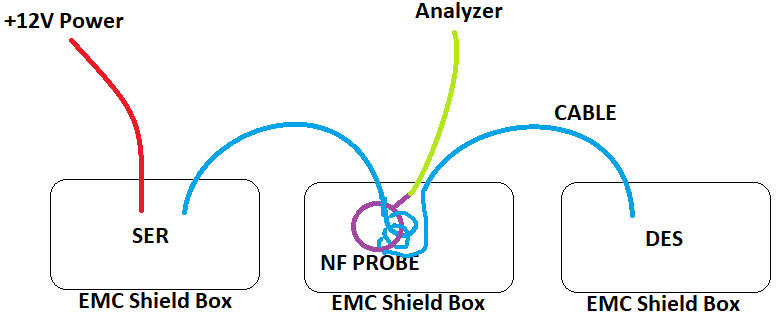 +12V Power
Analyzer
CABLE
SER
DES
NF PROBE
EMC Shield Box
EMC Shield Box
EMC Shield Box